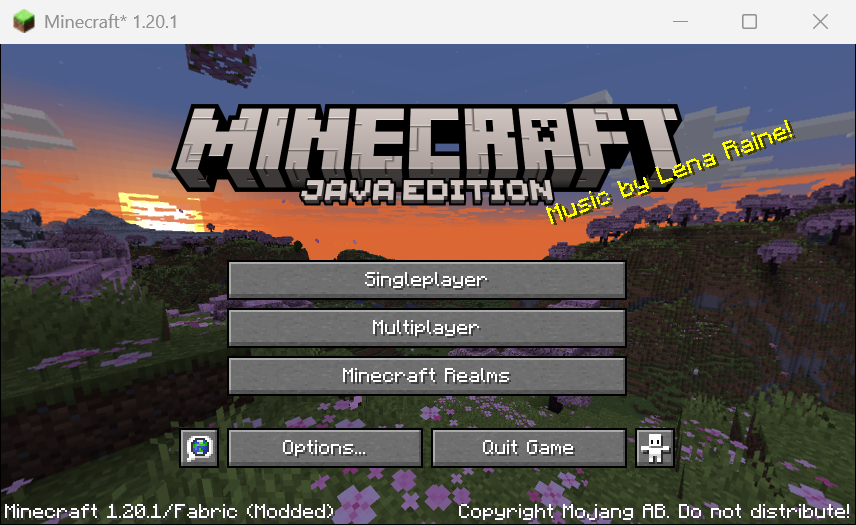 Minecraft* 1.20.1
MINECRAFT
JAVA EDITION
Music by Lena Raine!
Singleplayer
Multiplayer
Minecraft Realms
Options...
Quit Game
Minecraft 1.20.1/Fabric (Modded)
Copyright Mojang AB. Do not distribute!